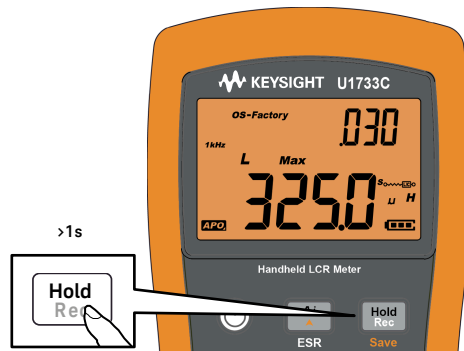 KEYSIGHT U1733C
OS-Factory
.030
1kHz
L Max
S
LC
325.0
μ H
APO
>1s
Handheld LCR Meter
Hold
Rec
Hold
Rec
ESR
Save